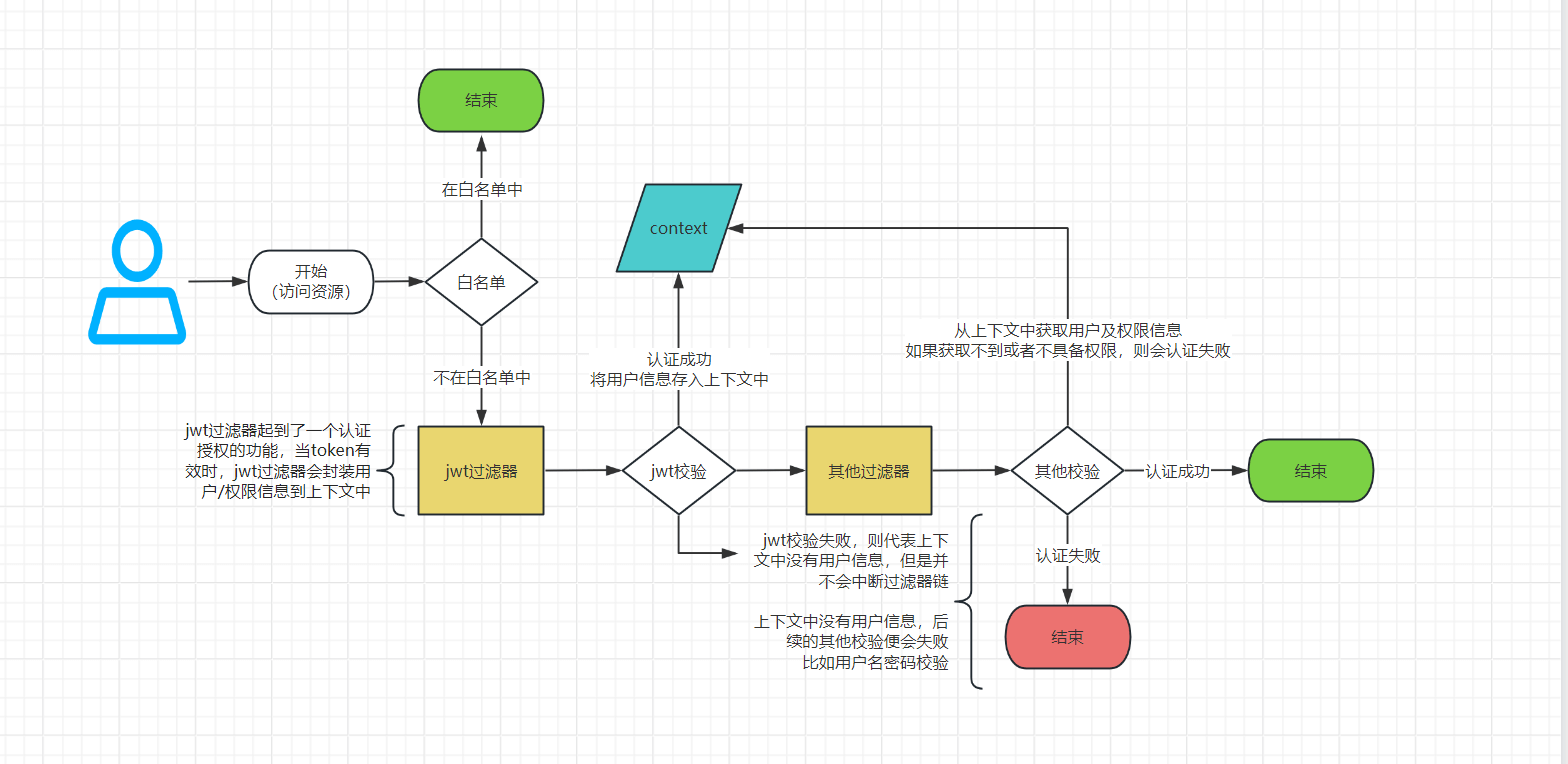 结束
在白名单中
开始
（访问资源）
白名单
不在白名单中
context
认证成功
将用户信息存入上下文中
从上下文中获取用户及权限信息
如果获取不到或者不具备权限，则会认证失败
jwt过滤器起到了一个认证
授权的功能，当token有
效时，jwt过滤器会封装用
户/权限信息到上下文中
jwt过滤器
jwt校验
其他过滤器
其他校验
认证成功
结束
jwt校验失败，则代表上下
文中没有用户信息，但是并
不会中断过滤器链
上下文中没有用户信息，后
续的其他校验便会失败
比如用户名密码校验
认证失败
结束